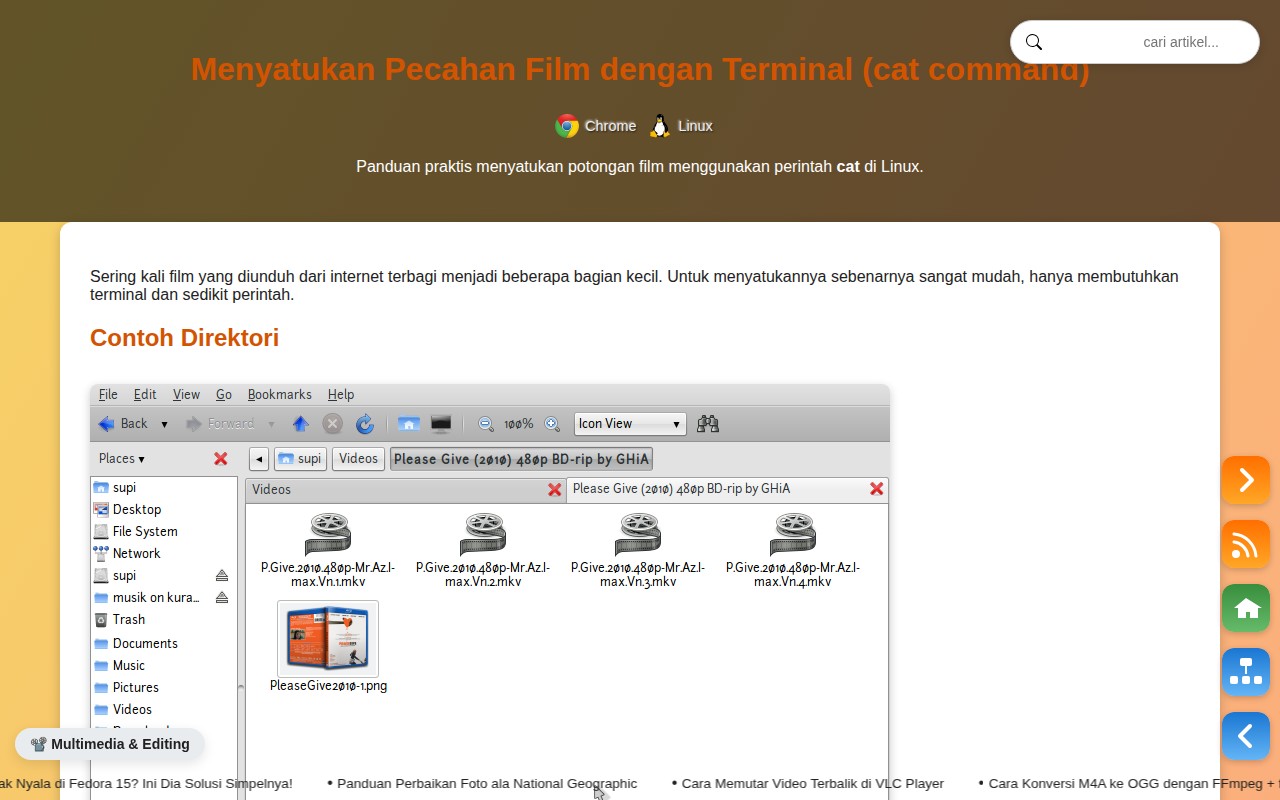 cari artikel...
Menyatukan Pecahan Film dengan Terminal (cat command)
Chrome Linux
Panduan praktis menyatukan potongan film menggunakan perintah cat di Linux.
Sering kali film yang diunduh dari internet terbagi menjadi beberapa bagian kecil. Untuk menyatukannya sebenarnya sangat mudah, hanya membutuhkan
terminal dan sedikit perintah.
Contoh Direktori
File Edit View Go Bookmarks Help
Back Forward 100% Icon View
Places supi Videos Please Give (2010) 480p BD-rip by GHiA
Videos Please Give (2010) 480p BD-rip by GHiA
supi
Desktop
File System
Network
supi
musik on kura...
Trash
Documents
Music
Pictures
Videos
P.Give.2010.480p-Mr.Az.I-
max.Vn.1.mkv
P.Give.2010.480p-Mr.Az.I-
max.Vn.2.mkv
P.Give.2010.480p-Mr.Az.I-
max.Vn.3.mkv
P.Give.2010.480p-Mr.Az.I-
max.Vn.4.mkv
PleaseGive2010-1.png
Multimedia & Editing
ak Nyala di Fedora 15? Ini Dia Solusi Simpelnya! • Panduan Perbaikan Foto ala National Geographic • Cara Memutar Video Terbalik di VLC Player • Cara Konversi M4A ke OGG dengan FFmpeg +